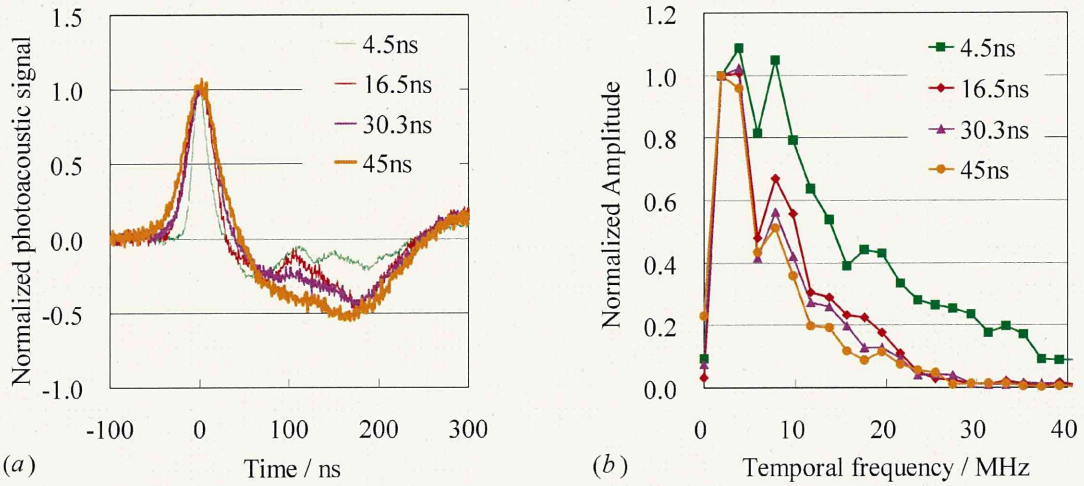 Normalized photoacoustic signal
1.5
1.0
0.5
0.0
-0.5
-1.0
4.5ns
16.5ns
30.3ns
45ns
-100
0
100
200
300
(a)
Time / ns
Normalized Amplitude
1.2
1.0
0.8
0.6
0.4
0.2
0.0
4.5ns
16.5ns
30.3ns
45ns
0
10
20
30
40
(b)
Temporal frequency / MHz